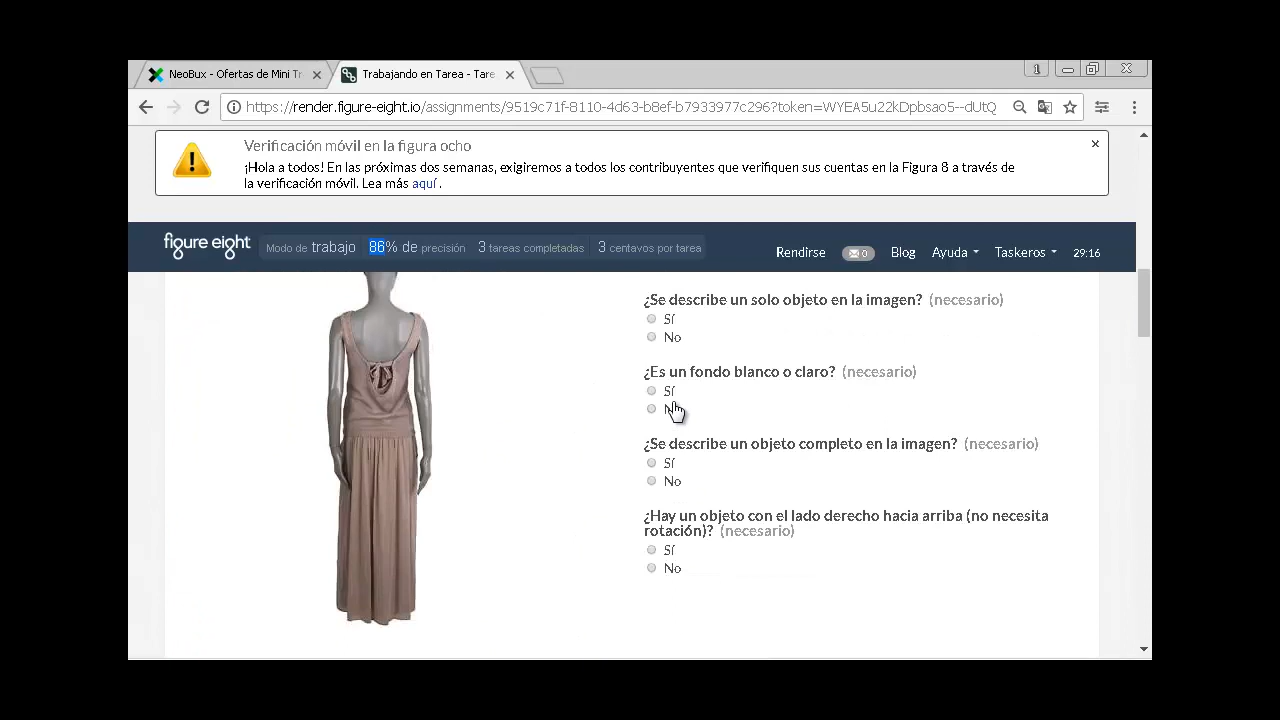 NeoBux - Ofertas de Mini Tr
Trabajando en Tarea - Tare
https://render.figure-eight.io/assignments/9519c71f-8110-4d63-b8ef-b7933977c296?token=WYEA5u22kDpbsao5--dUtQ
Verificación móvil en la figura ocho
¡Hola a todos! En las próximas dos semanas, exigiremos a todos los contribuyentes que verifiquen sus cuentas en la Figura 8 a través de
la verificación móvil. Lea más aquí .
figure eight
Modo de trabajo 86% de precisión 3 tareas completadas 3 centavos por tarea
Rendirse 0 Blog Ayuda Taskeros 29:16
¿Se describe un solo objeto en la imagen? (necesario)
Sí
No
¿Es un fondo blanco o claro? (necesario)
Sí
¿Se describe un objeto completo en la imagen? (necesario)
Sí
No
¿Hay un objeto con el lado derecho hacia arriba (no necesita
rotación)? (necesario)
Sí
No